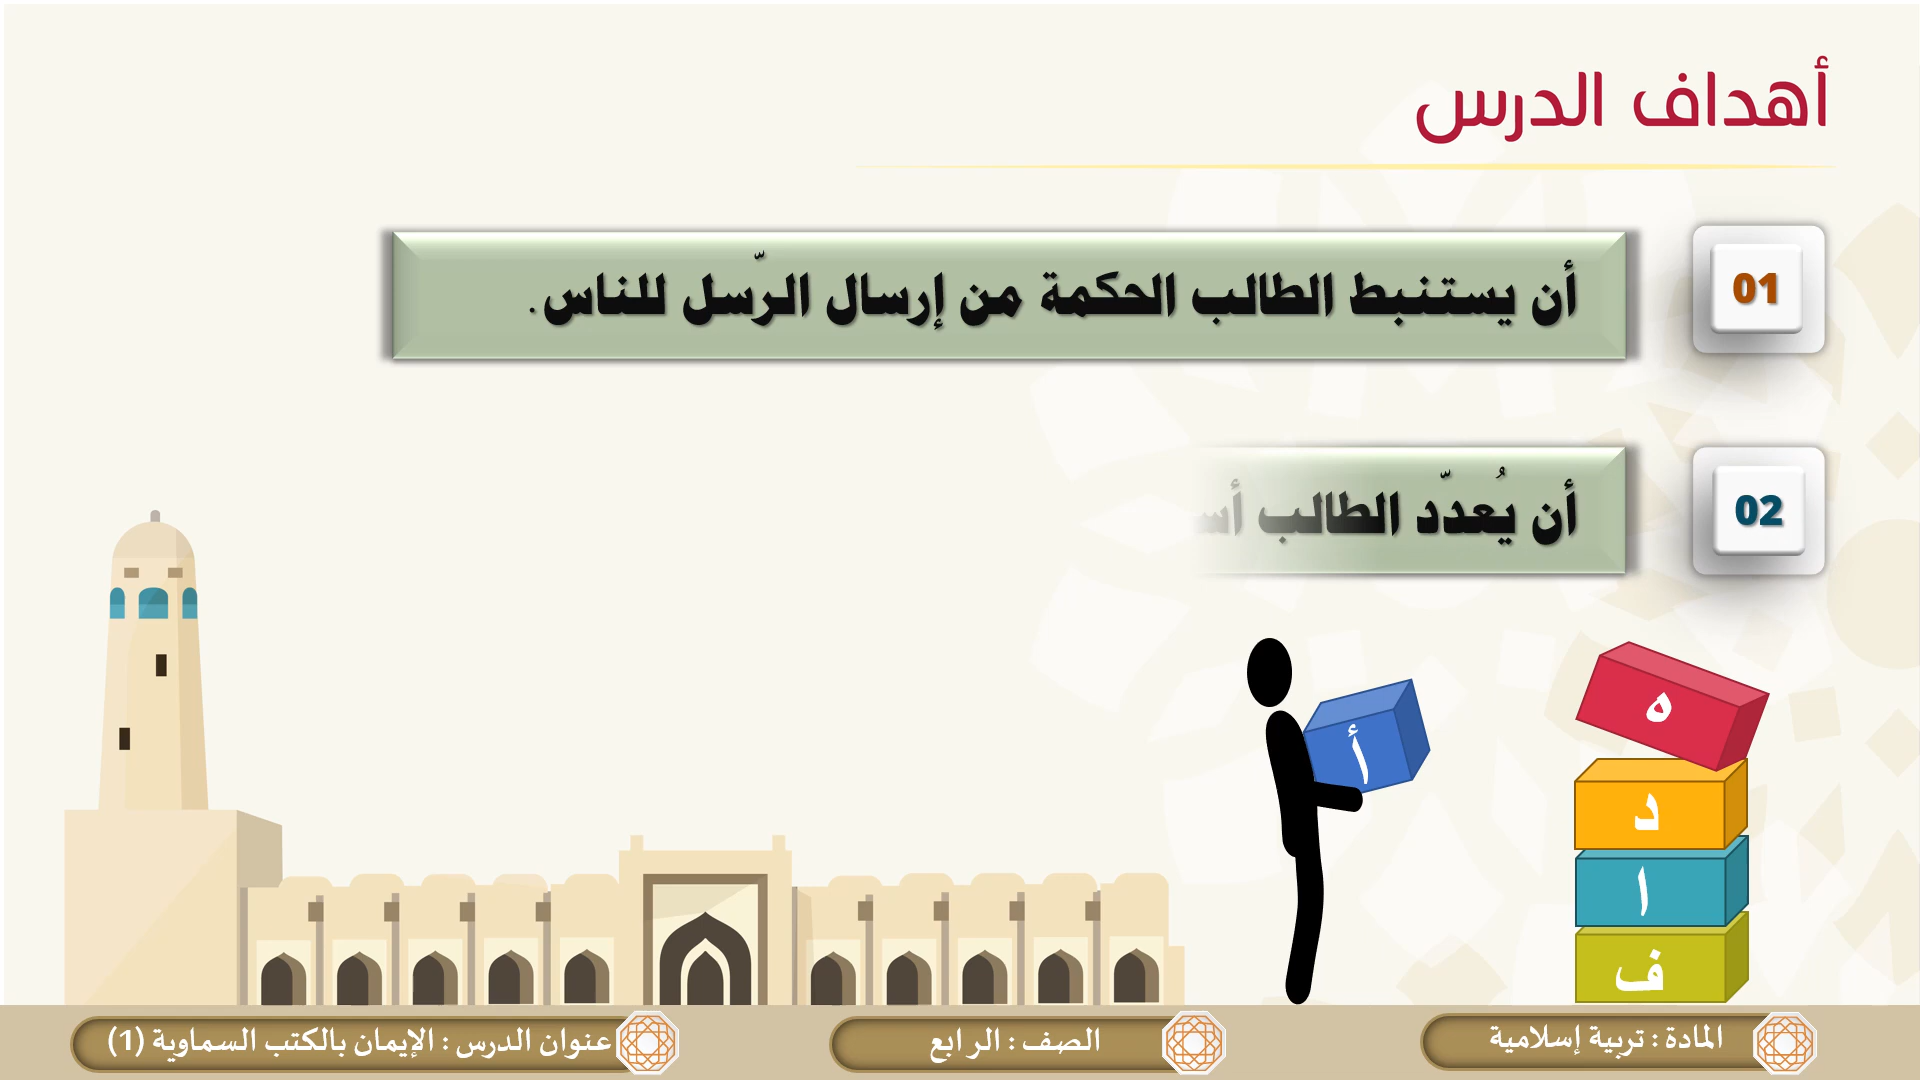 أهداف الدرس
01
أن يستنبط الطالب الحكمة من إرسال الرّسل للناس.
02
أن يُعدّد الطالب
أ
ه
د
ا
ف
المادة : تربية إسلامية
الصف : الرابع
عنوان الدرس : الإيمان بالكتب السماوية (1)